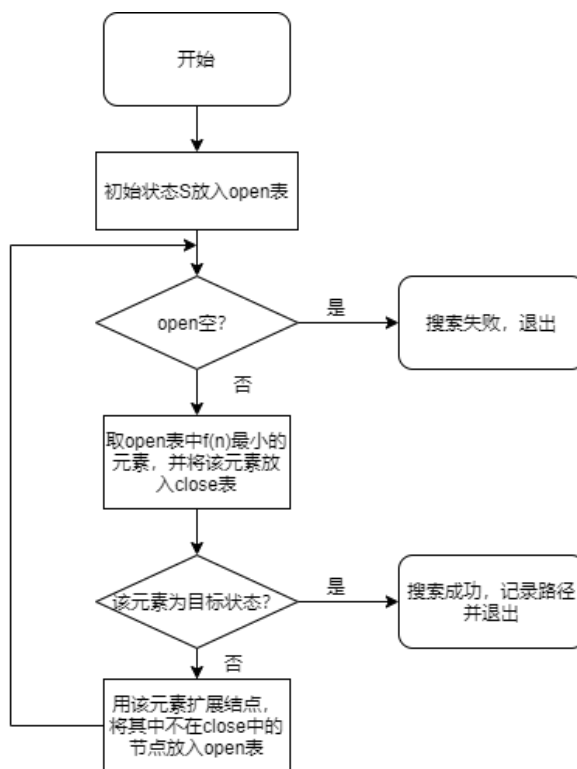 开始
初始状态S放入open表
open空?
是
搜索失败，退出
否
取open表中f(n)最小的
元素，并将该元素放
入close表
该元素为目标状态?
是
搜索成功，记录路径
并退出
否
用该元素扩展结点，
将其中不在close中的
节点放入open表